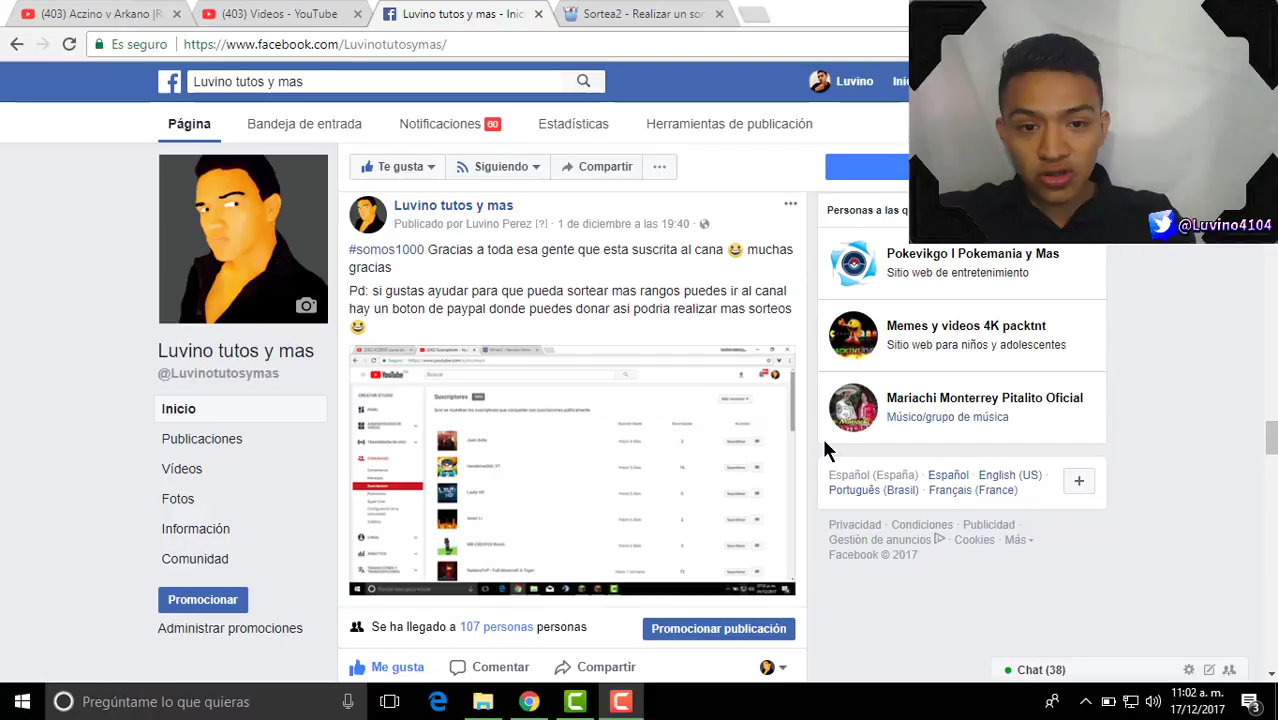 (403) Aczino v Arkano |R
(403) Videos - YouTube
Luvino tutos y mas - Inic
Sortea2 - Realizar un sor
Es seguro
https://www.facebook.com/Luvinotutosymas/
Luvino tutos y mas
Luvino
Inic
Página
Bandeja de entrada
Notificaciones 60
Estadísticas
Herramientas de publicación
@Luvino4104
Te gusta
Siguiendo
Compartir
Luvino tutos y mas
Publicado por Luvino Perez [?] · 1 de diciembre a las 19:40 ·
#somos1000 Gracias a toda esa gente que esta suscrita al cana 😀 muchas
gracias
Pd: si gustas ayudar para que pueda sortear mas rangos puedes ir al canal
hay un boton de paypal donde puedes donar asi podria realizar mas sorteos
😀
YouTube
Buscar
Suscriptores
Se ha llegado a 107 personas personas
Promocionar publicación
Me gusta
Comentar
Compartir
Luvino tutos y mas
@Luvinotutosymas
Inicio
Publicaciones
Vídeos
Fotos
Información
Comunidad
Promocionar
Administrar promociones
Personas a las q
Pokevikgo l Pokemania y Mas
Sitio web de entretenimiento
Memes y videos 4K packtnt
Sitio web para niños y adolescentes
Mariachi Monterrey Pitalito Oficial
Músico/grupo de música
Español (España) · Español · English (US) ·
Português (Brasil) · Français (France)
Privacidad · Condiciones · Publicidad ·
Gestión de anuncios · Cookies · Más
Facebook © 2017
Chat (38)
Pregúntame lo que quieras
11:02 a. m.
17/12/2017
3